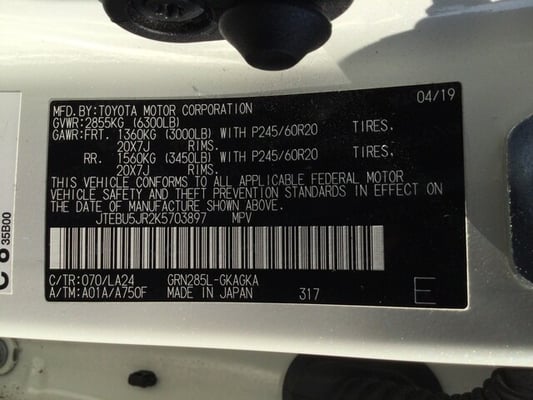 MFD.BY:TOYOTA MOTOR CORPORATION 04/19
GVWR:2855KG (6300LB)
GAWR:FRT. 1360KG (3000LB) WITH P245/60R20 TIRES.
20X7J RIMS.
RR. 1560KG (3450LB) WITH P245/60R20 TIRES.
20X7J RIMS.
THIS VEHICLE CONFORMS TO ALL APPLICABLE FEDERAL MOTOR
VEHICLE SAFETY AND THEFT PREVENTION STANDARDS IN EFFECT ON
THE DATE OF MANUFACTURE SHOWN ABOVE.
JTEBU5JR2K5703897 MPV
C/TR:070/LA24 GRN285L-GKAGKA
A/TM:A01A/A750F MADE IN JAPAN 317 E
35B00